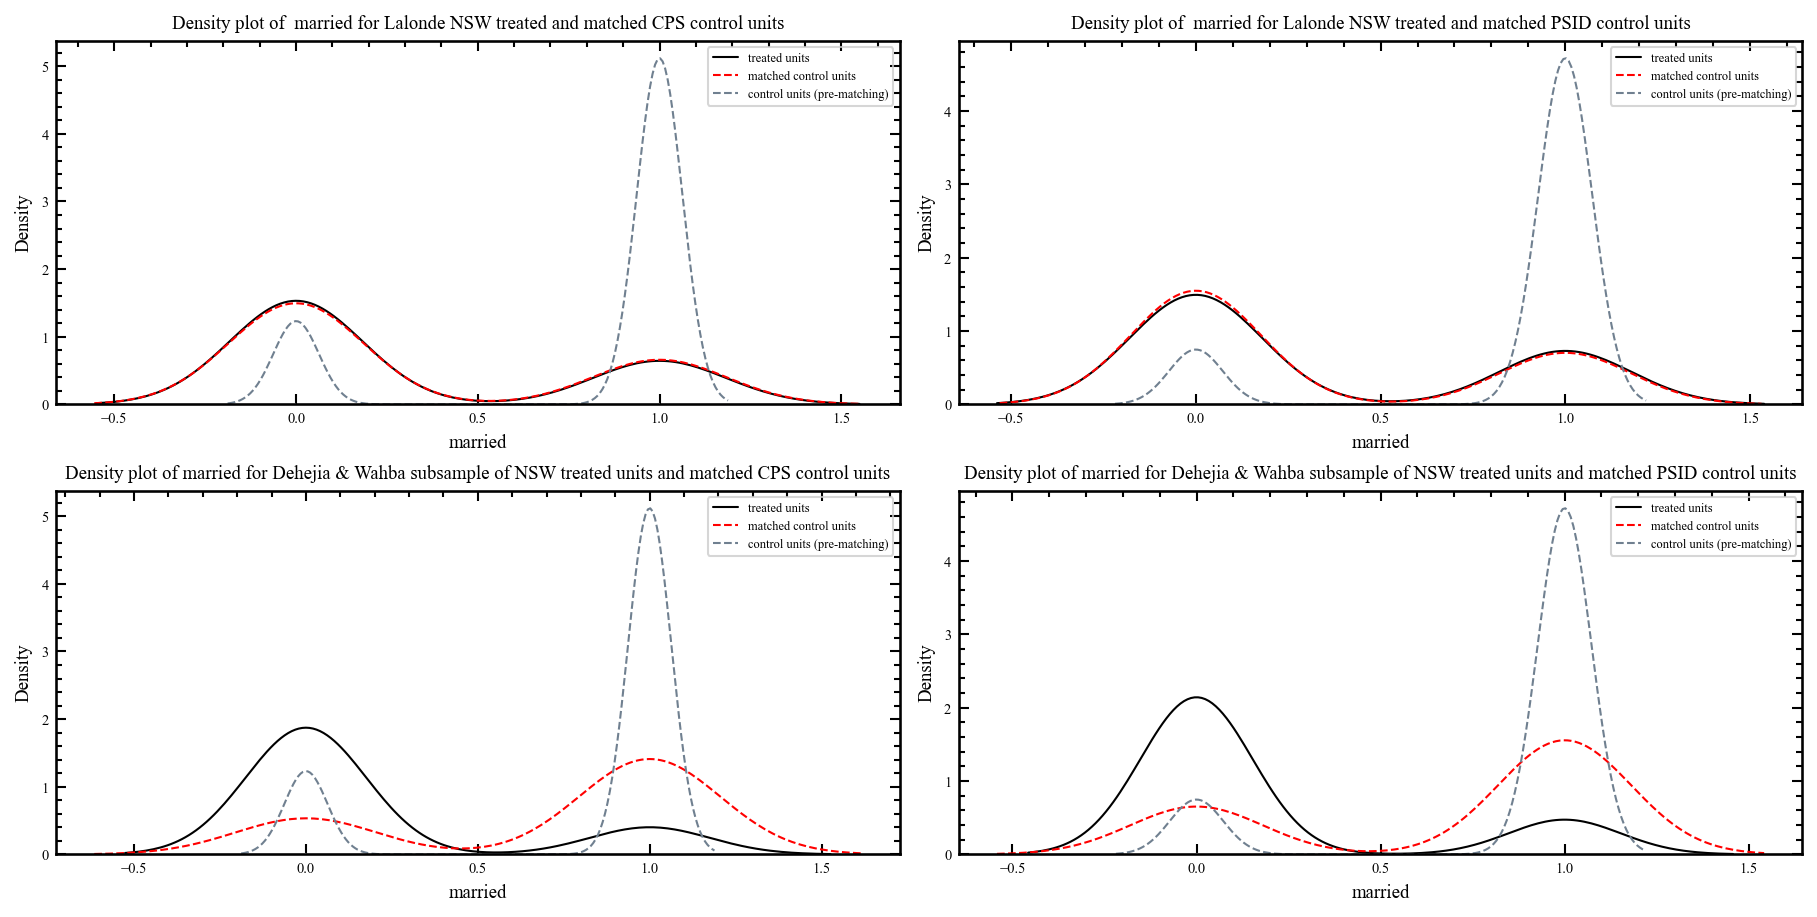 Density plot of  married for Lalonde NSW treated and matched CPS control units
treated units
matched control units
control units (pre-matching)
Density
5
4
3
2
1
0
−0.5
0.0
0.5
1.0
1.5
married
Density plot of  married for Lalonde NSW treated and matched PSID control units
treated units
matched control units
control units (pre-matching)
Density
4
3
2
1
0
−0.5
0.0
0.5
1.0
1.5
married
Density plot of married for Dehejia & Wahba subsample of NSW treated units and matched CPS control units
treated units
matched control units
control units (pre-matching)
Density
5
4
3
2
1
0
−0.5
0.0
0.5
1.0
1.5
married
Density plot of married for Dehejia & Wahba subsample of NSW treated units and matched PSID control units
treated units
matched control units
control units (pre-matching)
Density
4
3
2
1
0
−0.5
0.0
0.5
1.0
1.5
married